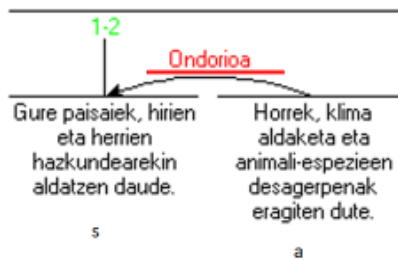 1-2
Ondorioa
Gure paisaiek, hirien
eta herrien
hazkundearekin
aldatzen daude.
s
Horrek, klima
aldaketa eta
animali-espezieen
desagerpenak
eragiten dute.
a